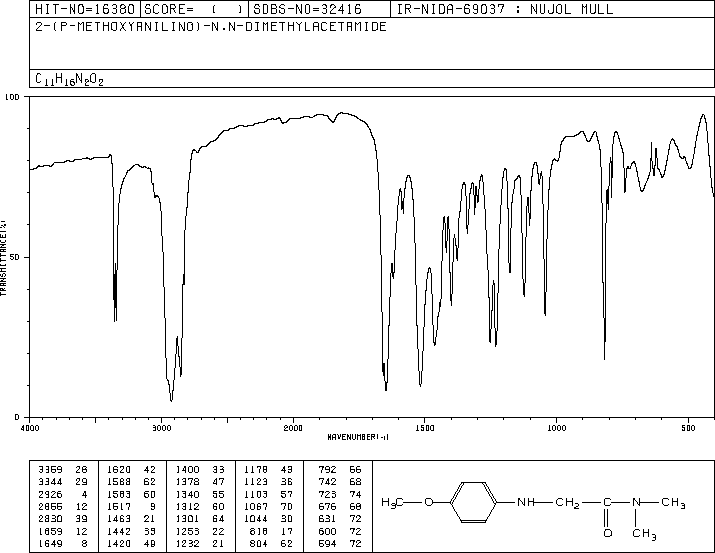 HIT-NO=16380 SCORE= ( ) SDBS-NO=32416 IR-NIDA-69037 : NUJOL MULL
2-(P-METHOXYANILINO)-N.N-DIMETHYLACETAMIDE
C11H16N2O2
100
50
0
TRANSMITTANCE(%)
4000 3000 2000 1500 1000 500
WAVENUMBER(-1)
3369 28 1620 42 1400 33 1178 43 792 66
3344 29 1588 62 1378 47 1123 36 742 68
2926 4 1583 60 1340 55 1103 57 723 74
2866 12 1517 9 1312 60 1067 70 676 68
2830 39 1463 21 1301 64 1044 30 631 72
1659 12 1442 39 1253 22 818 17 600 72
1649 8 1420 49 1232 21 804 62 594 72
H3C O NH CH2 C N CH3
O CH3